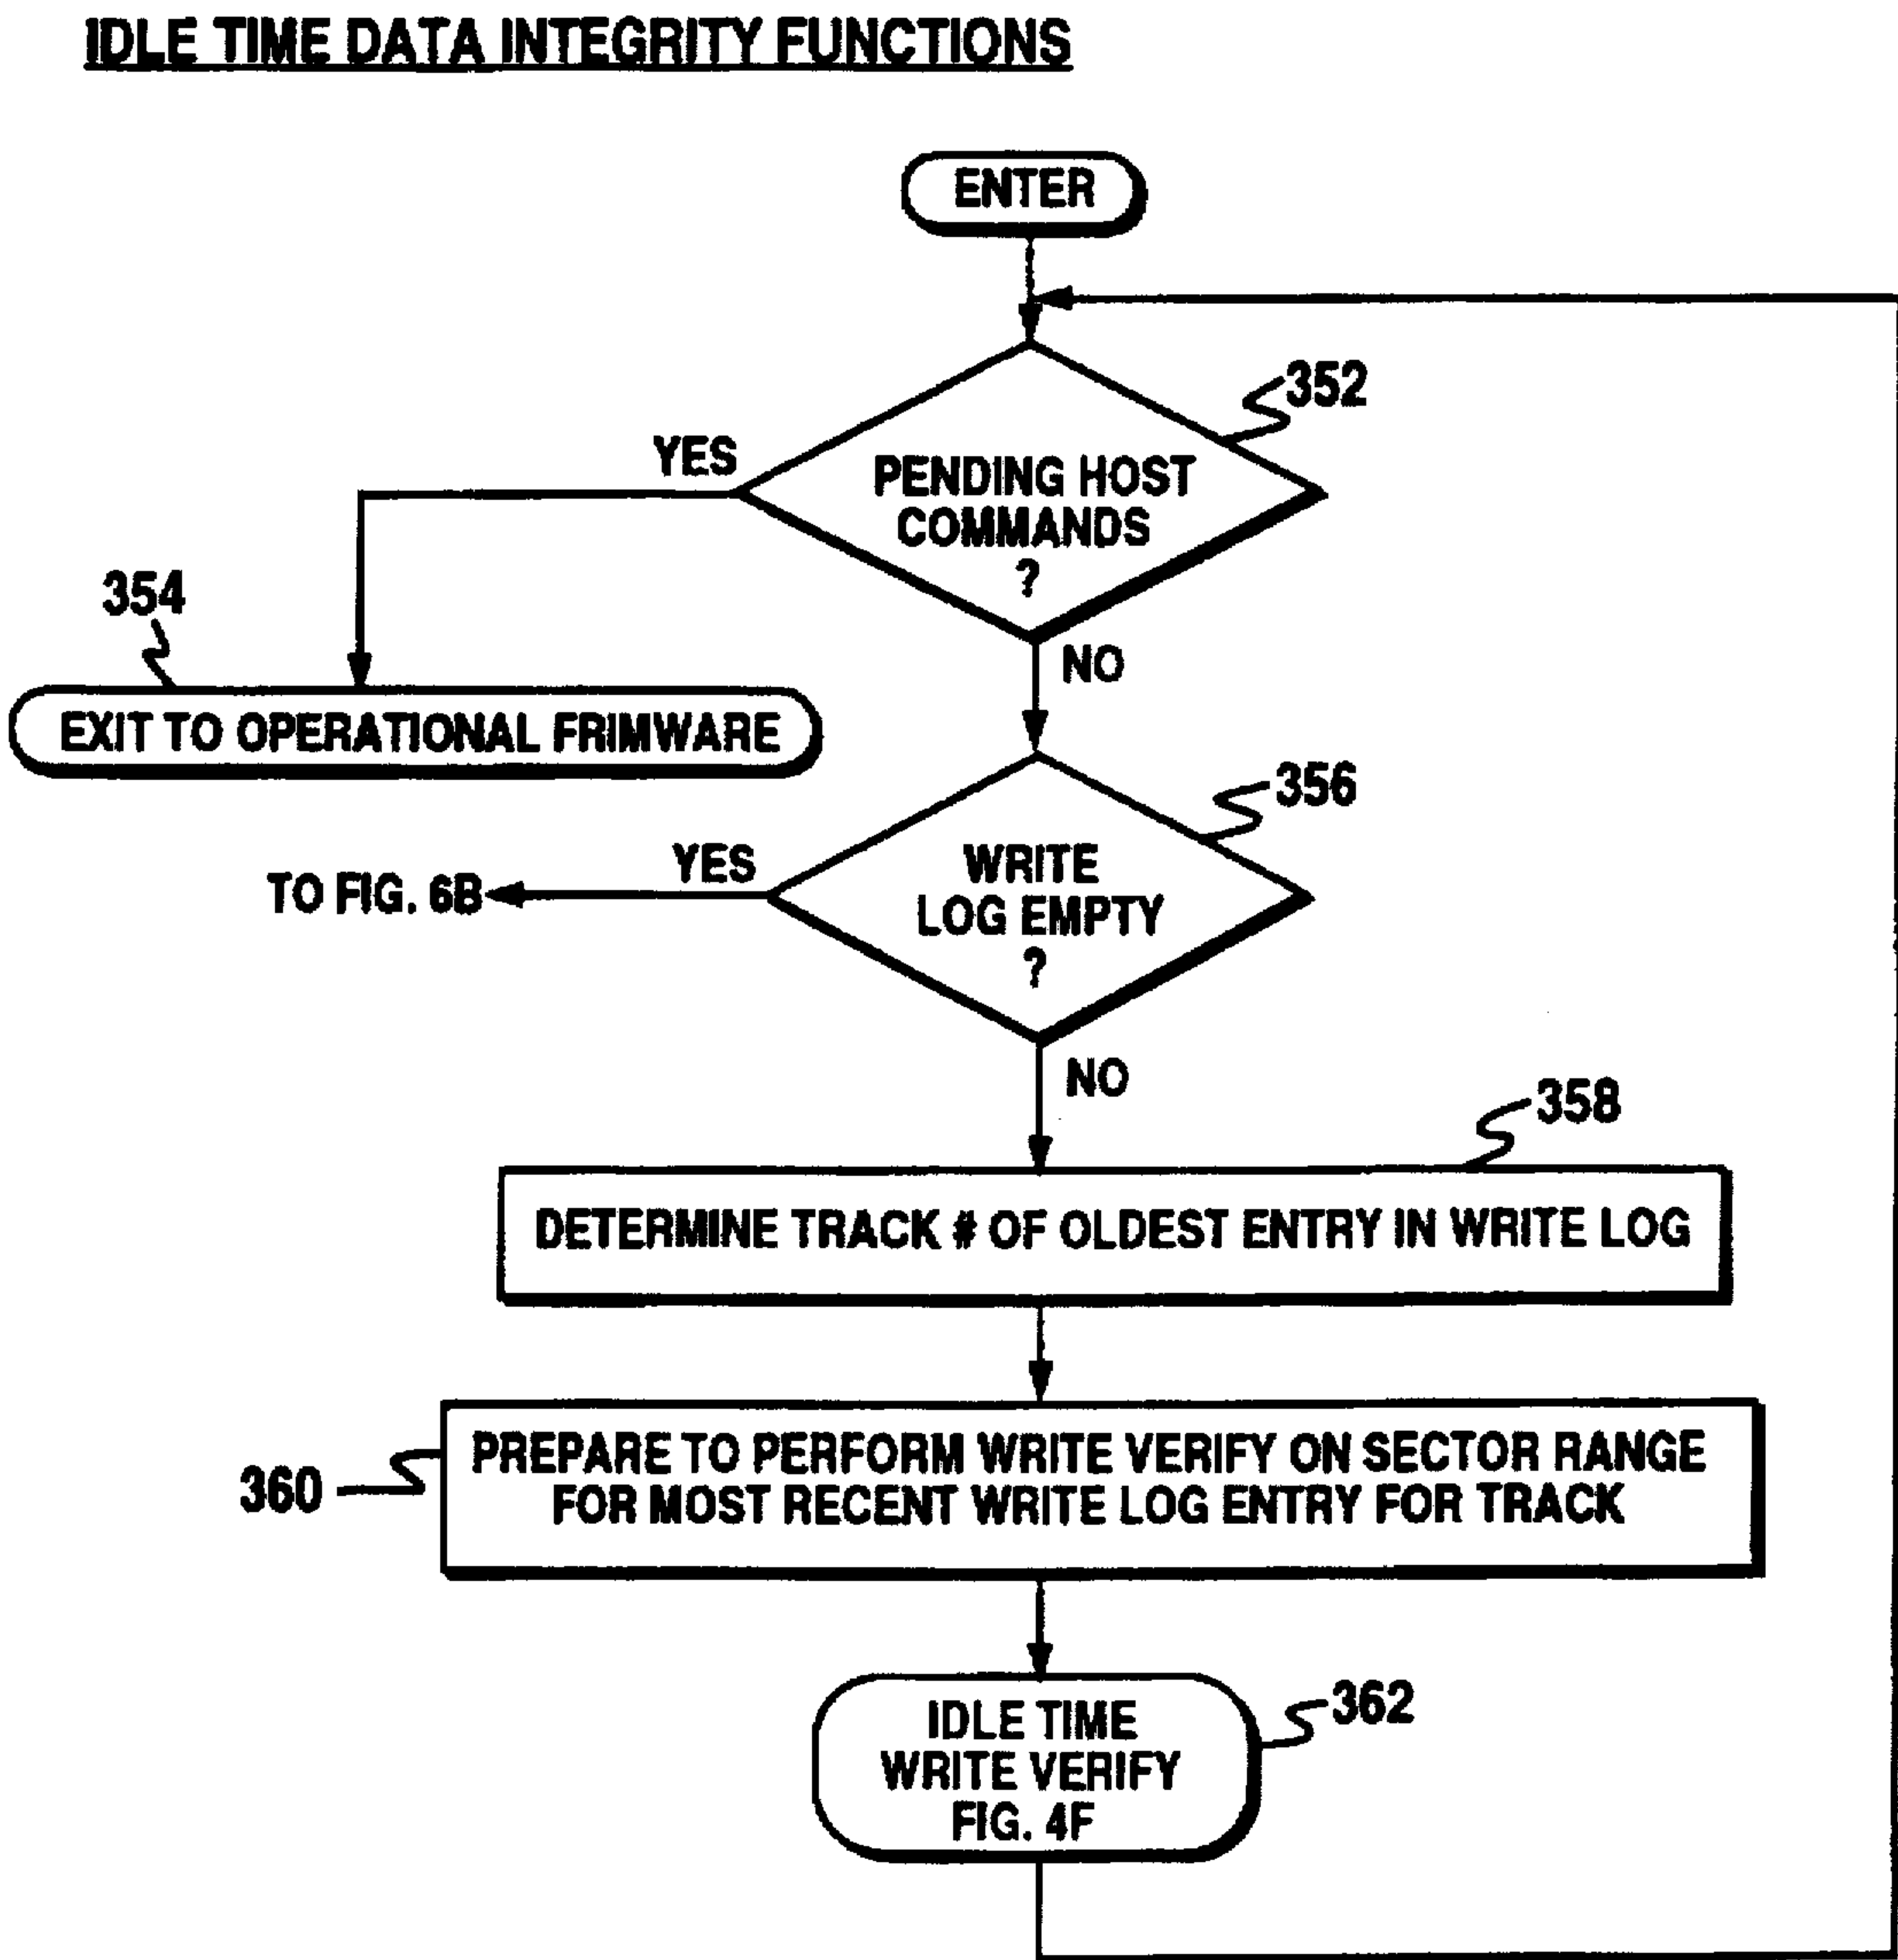 IDLE TIME DATA INTEGRITY FUNCTIONS
ENTER
352
YES
PENDING HOST
COMMANDS
?
354
NO
EXIT TO OPERATIONAL FRIMWARE
356
YES
WRITE
LOG EMPTY
?
TO FIG. 6B
NO
358
DETERMINE TRACK # OF OLDEST ENTRY IN WRITE LOG
360
PREPARE TO PERFORM WRITE VERIFY ON SECTOR RANGE
FOR MOST RECENT WRITE LOG ENTRY FOR TRACK
362
IDLE TIME
WRITE VERIFY
FIG. 4F